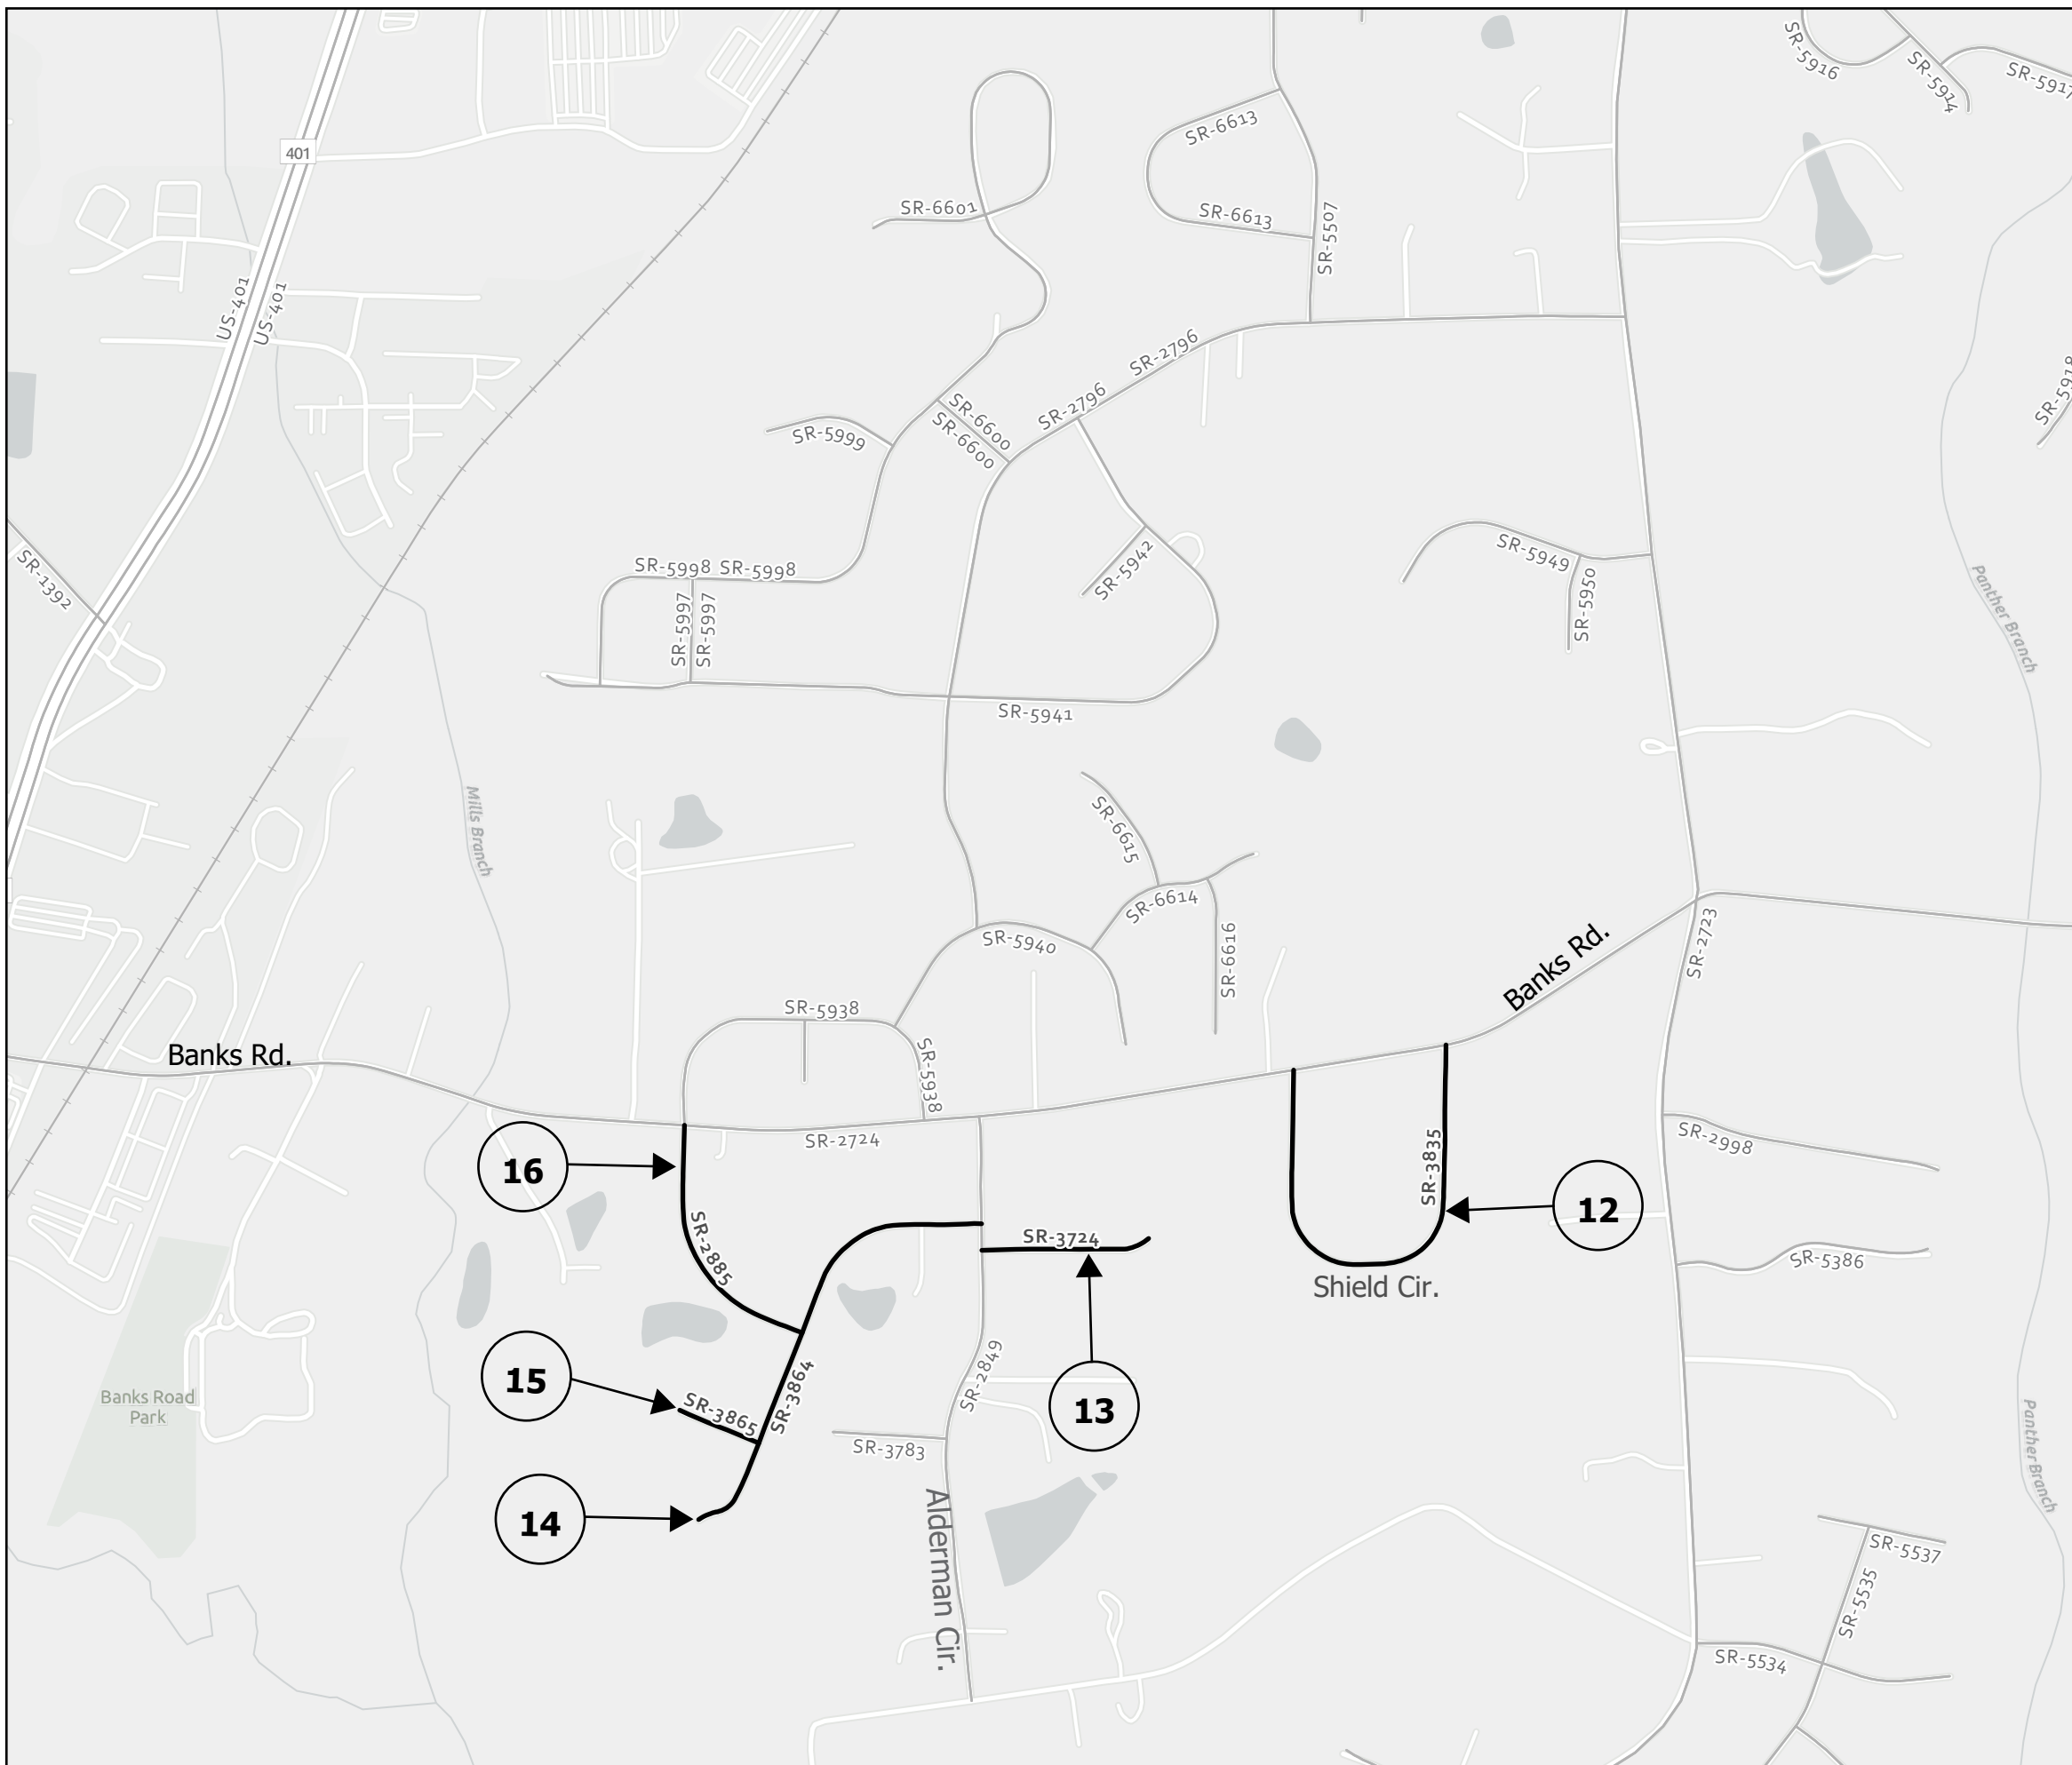 SR-5916
SR-5914
SR-5917
401
SR-6613
SR-6601
SR-6613
SR-5507
US-401
US-401
SR-2796
SR-2796
SR-5918
SR-6600
SR-6600
SR-5999
SR-1392
SR-5998
SR-5998
SR-5942
SR-5949
SR-5950
SR-5997
SR-5997
Panther Branch
SR-5941
Mills Branch
SR-6615
SR-6614
SR-5940
SR-6616
Banks Rd.
SR-2723
SR-5938
SR-5938
Banks Rd.
SR-2724
SR-2998
16
SR-3835
12
SR-2885
SR-3724
SR-5386
Shield Cir.
15
SR-3865
SR-3864
SR-2849
13
Banks Road
Park
SR-3783
Panther Branch
14
Alderman Cir.
SR-5537
SR-5535
SR-5534